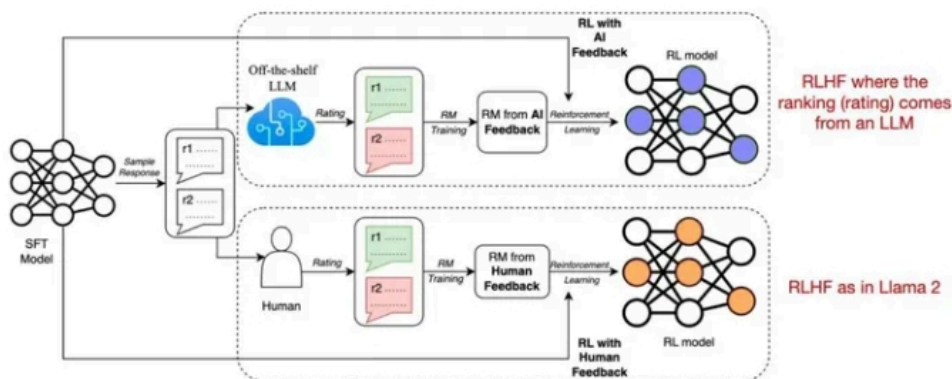 RL with
AI
Feedback
RL model
Off-the-shelf
LLM
Rating
r1 ......
........
r2 ......
........
RM
Training
RM from AI
Feedback
Reinforcement
Learning
RLHF where the
ranking (rating) comes
from an LLM
SFT
Model
Sample
Response
r1 ......
........
r2 ......
........
Human
Rating
r1 ......
........
r2 ......
........
RM
Training
RM from
Human
Feedback
Reinforcement
Learning
RL with
Human
Feedback
RL model
RLHF as in Llama 2